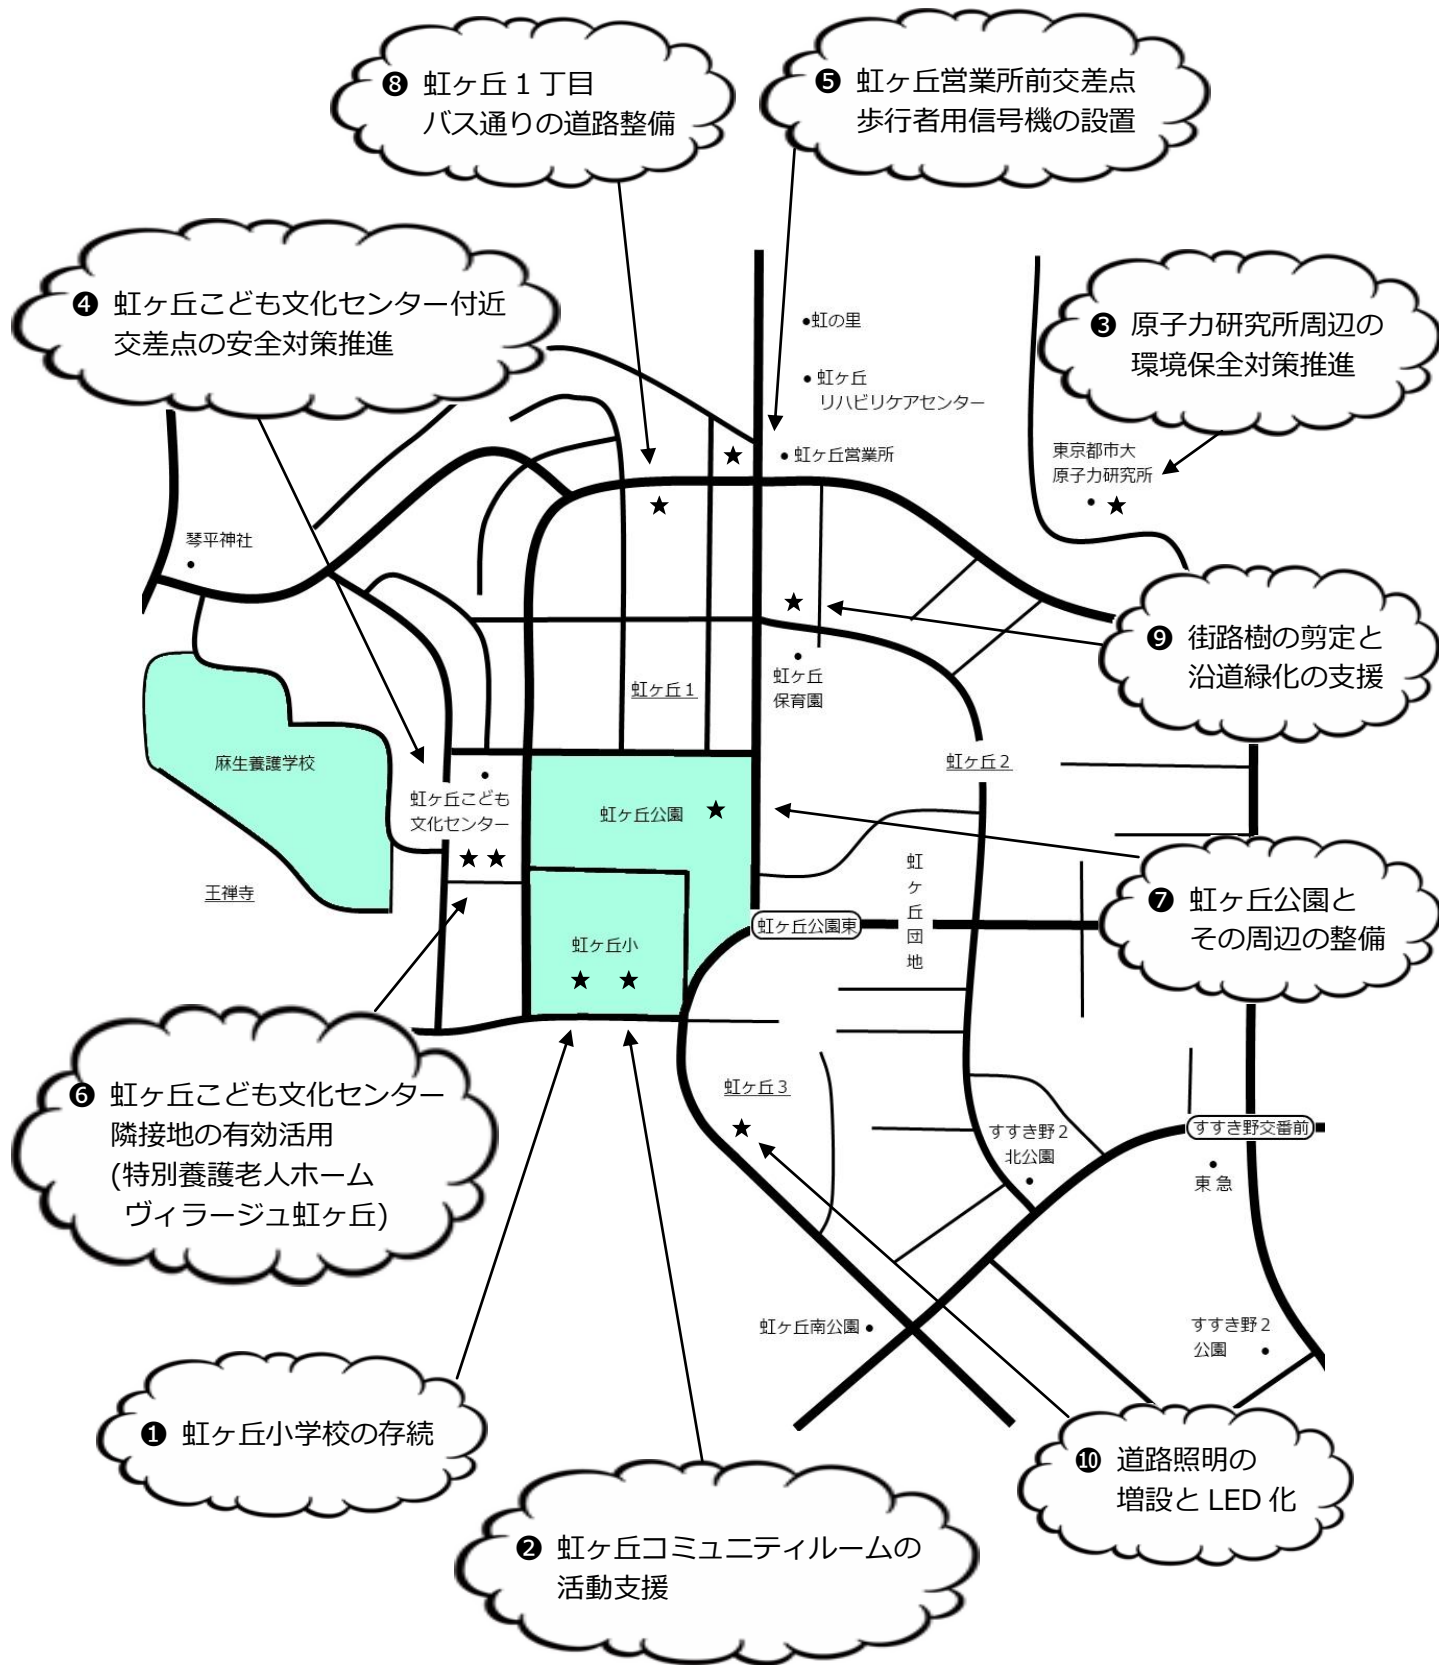 ❽ 虹ヶ丘1丁目
バス通りの道路整備
❺ 虹ヶ丘営業所前交差点
歩行者用信号機の設置
❹ 虹ヶ丘こども文化センター付近
交差点の安全対策推進
❸ 原子力研究所周辺の
環境保全対策推進
●虹の里
● 虹ヶ丘
リハビリケアセンター
● 虹ヶ丘営業所
東京都市大
原子力研究所
● ★
★
★
琴平神社
●
★
❾ 街路樹の剪定と
沿道緑化の支援
●
虹ヶ丘
保育園
虹ヶ丘1
虹ヶ丘2
麻生養護学校
●
虹ヶ丘こども
文化センター
★★
虹ヶ丘公園 ★
王禅寺
虹ヶ丘団地
虹ヶ丘公園東
❼ 虹ヶ丘公園と
その周辺の整備
虹ヶ丘小
★ ★
❻ 虹ヶ丘こども文化センター
隣接地の有効活用
(特別養護老人ホーム
ヴィラージュ虹ヶ丘)
虹ヶ丘3
★
すすき野2
北公園
●
すすき野交番前
●
東急
虹ヶ丘南公園 ●
すすき野2
公園 ●
❶ 虹ヶ丘小学校の存続
❿ 道路照明の
増設と LED 化
❷ 虹ヶ丘コミュニティルームの
活動支援